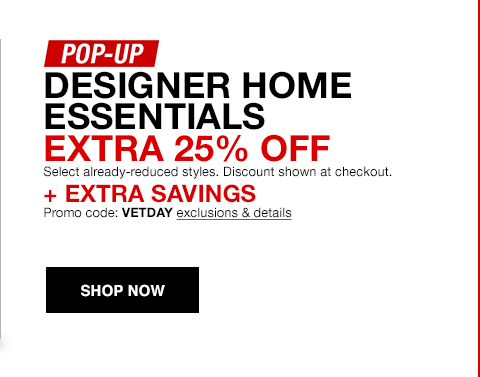 POP-UP
DESIGNER HOME
ESSENTIALS
EXTRA 25% OFF
Select already-reduced styles. Discount shown at checkout.
+ EXTRA SAVINGS
Promo code: VETDAY exclusions & details
SHOP NOW